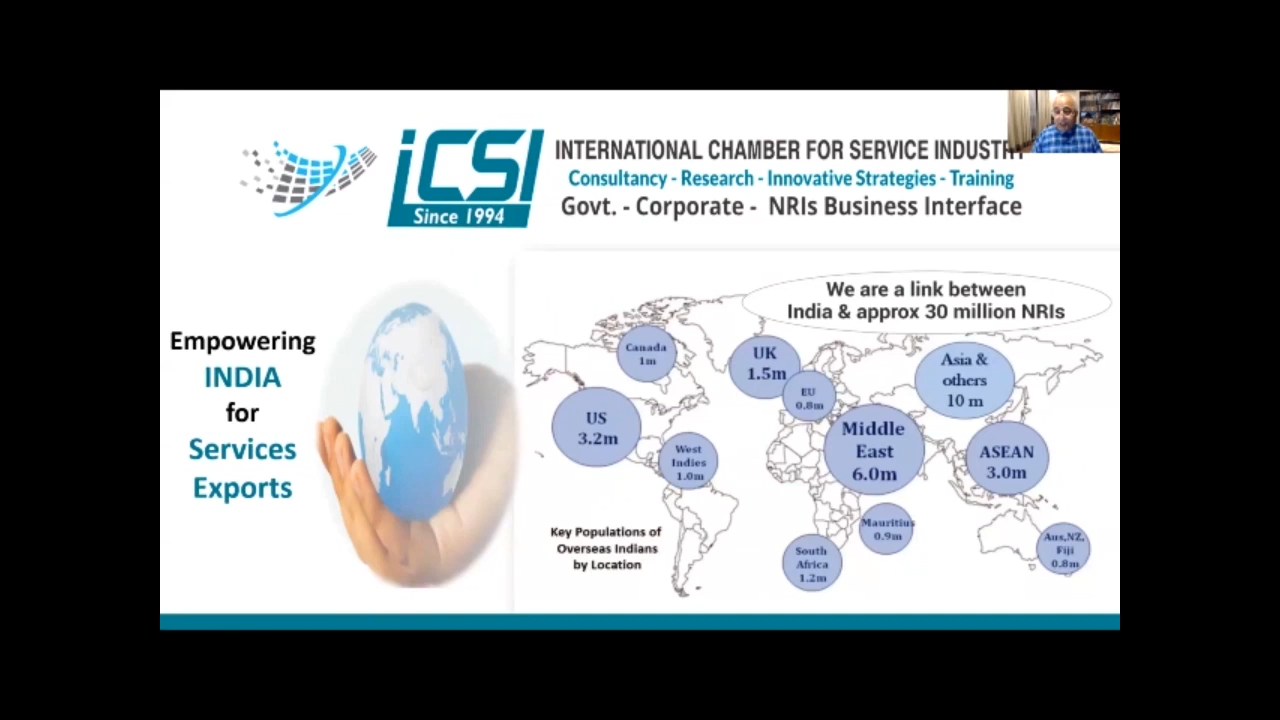 iCSI
Since 1994
INTERNATIONAL CHAMBER FOR SERVICE INDUSTRY
Consultancy - Research - Innovative Strategies - Training
Govt. - Corporate - NRIs Business Interface
Empowering
INDIA
for
Services
Exports
We are a link between
India & approx 30 million NRIs
Canada
1m
UK
1.5m
EU
0.8m
Asia &
others
10 m
US
3.2m
West
Indies
1.0m
Middle
East
6.0m
ASEAN
3.0m
Mauritius
0.9m
South
Africa
1.2m
Aus,NZ,
Fiji
0.8m
Key Populations of
Overseas Indians
by Location